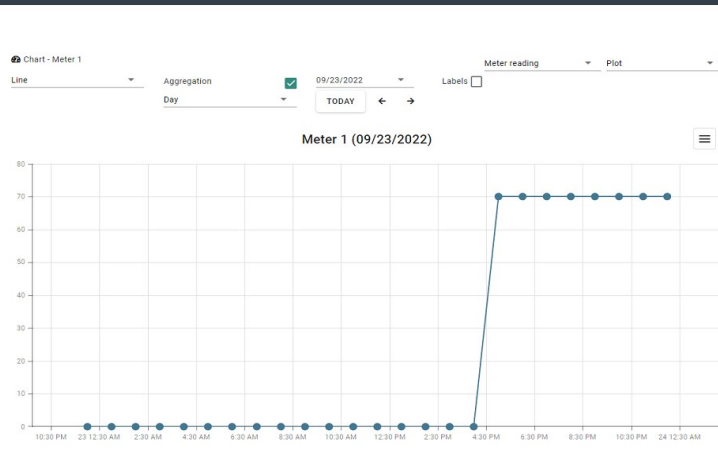 Chart - Meter 1
Line
Aggregation
Day
09/23/2022
TODAY
Labels
Meter reading
Plot
Meter 1 (09/23/2022)
80
70
60
50
40
30
20
10
0
10:30 PM 23 12:30 AM 2:30 AM 4:30 AM 6:30 AM 8:30 AM 10:30 AM 12:30 PM 2:30 PM 4:30 PM 6:30 PM 8:30 PM 10:30 PM 24 12:30 AM